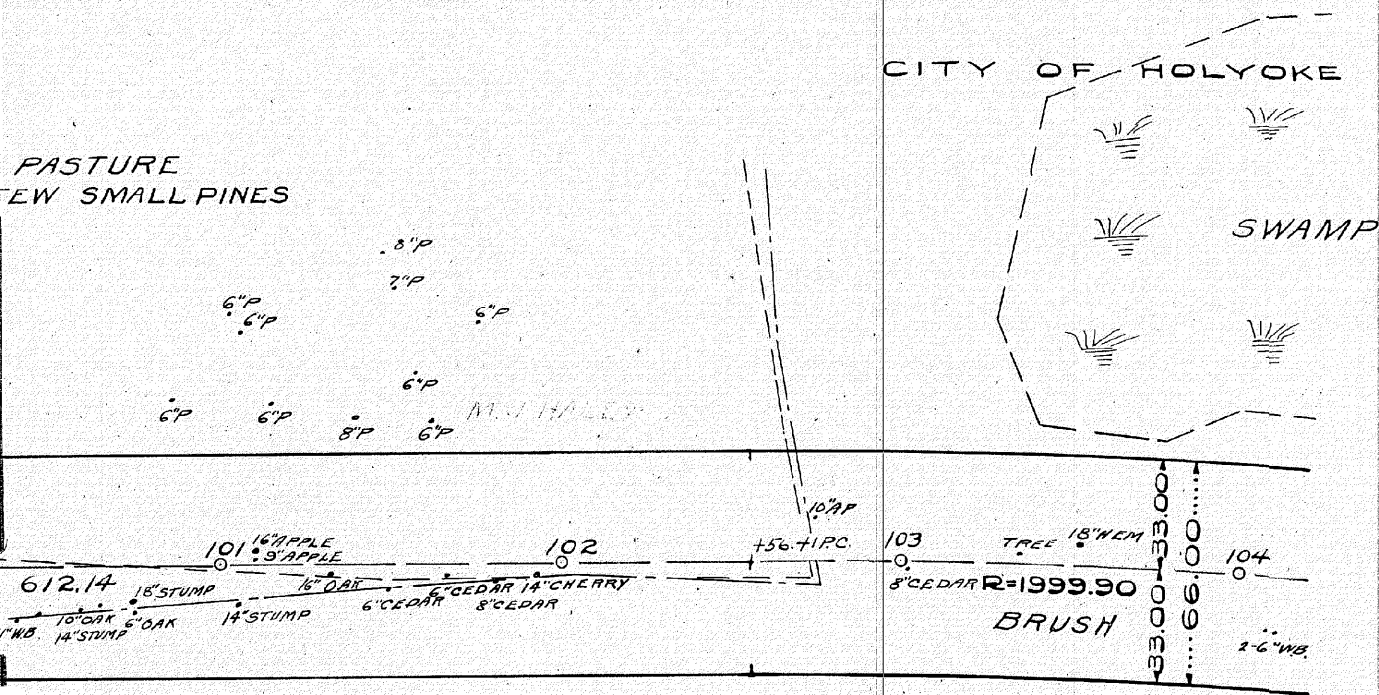 CITY OF HOLYOKE
PASTURE
EW SMALL PINES
SWAMP
8"P
7"P
6"P
6"P
6"P
6"P
6"P
6"P
8"P
6"P
10"AP
101
16"APPLE
9"APPLE
102
+56.41 P.C.
103
TREE
18"HEM
104
33.00
66.00
33.00
612.14
18"STUMP
16"OAK
6"CEDAR
6"CEDAR
14"CHERRY
8"CEDAR
8"CEDAR
R=1999.90
BRUSH
"WB.
10"OAK
14"STUMP
6"OAK
14"STUMP
2-6"WB.